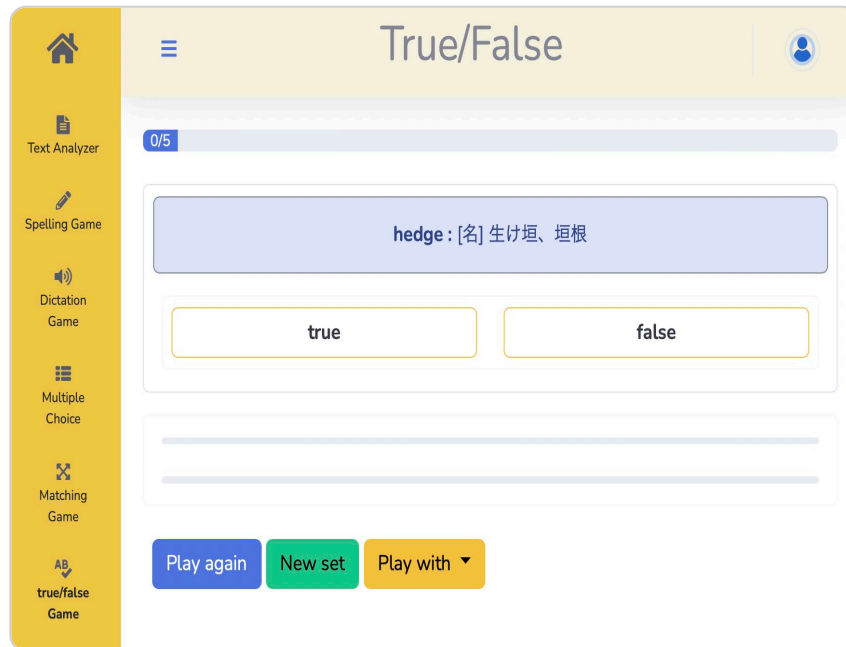 True/False
Text Analyzer
Spelling Game
Dictation
Game
Multiple
Choice
Matching
Game
AB
true/false
Game
0/5
hedge : [名] 生け垣、垣根
true
false
Play again
New set
Play with